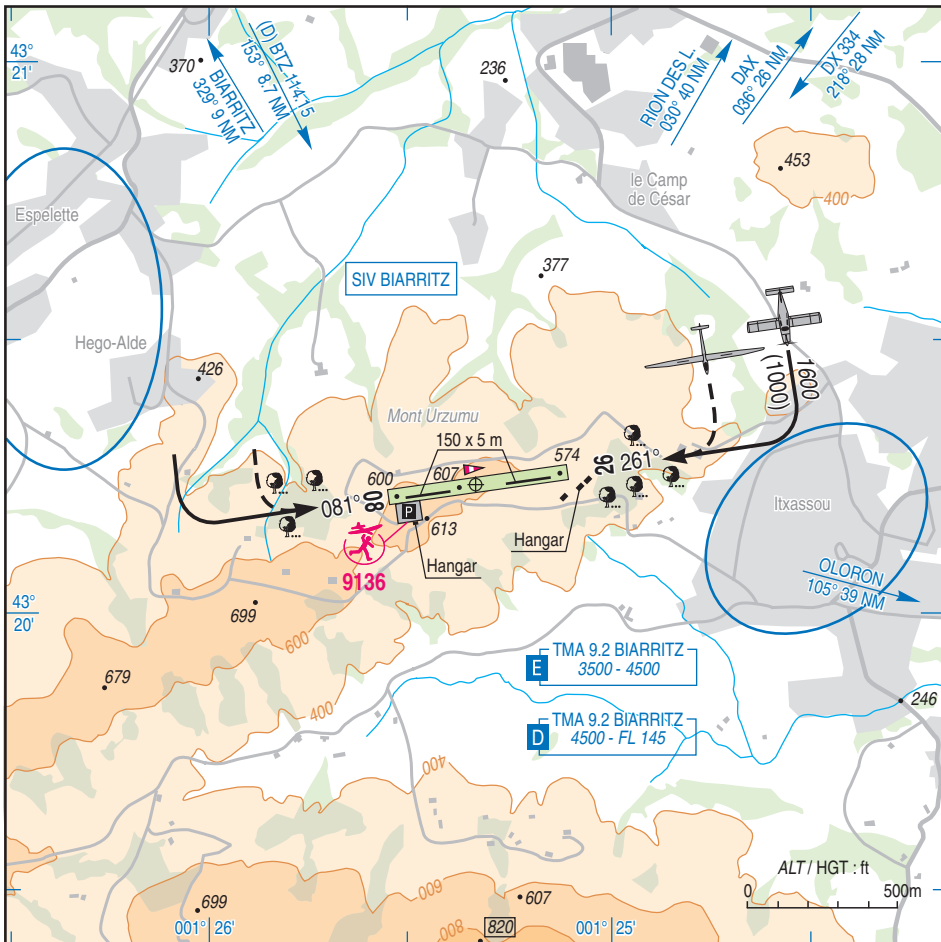 43°
21'
370
BIARRITZ
329° 9 NM
(D) BTZ-114.15
153° 8.7 NM
236
RION DES L.
030° 40 NM
DAX
036° 26 NM
DX 334
218° 28 NM
453
400
le Camp
de César
Espelette
SIV BIARRITZ
377
Hego-Alde
426
1600
(1000)
Mont Urzumu
150 x 5 m
600
607
574
26
261°
081°
08
P
613
Hangar
Hangar
9136
Itxassou
OLORON
105° 39 NM
43°
20'
699
600
679
400
E
TMA 9.2 BIARRITZ
3500 - 4500
D
TMA 9.2 BIARRITZ
4500 - FL 145
246
400
ALT / HGT : ft
0
500m
699
607
800
820
001° 26'
001° 25'